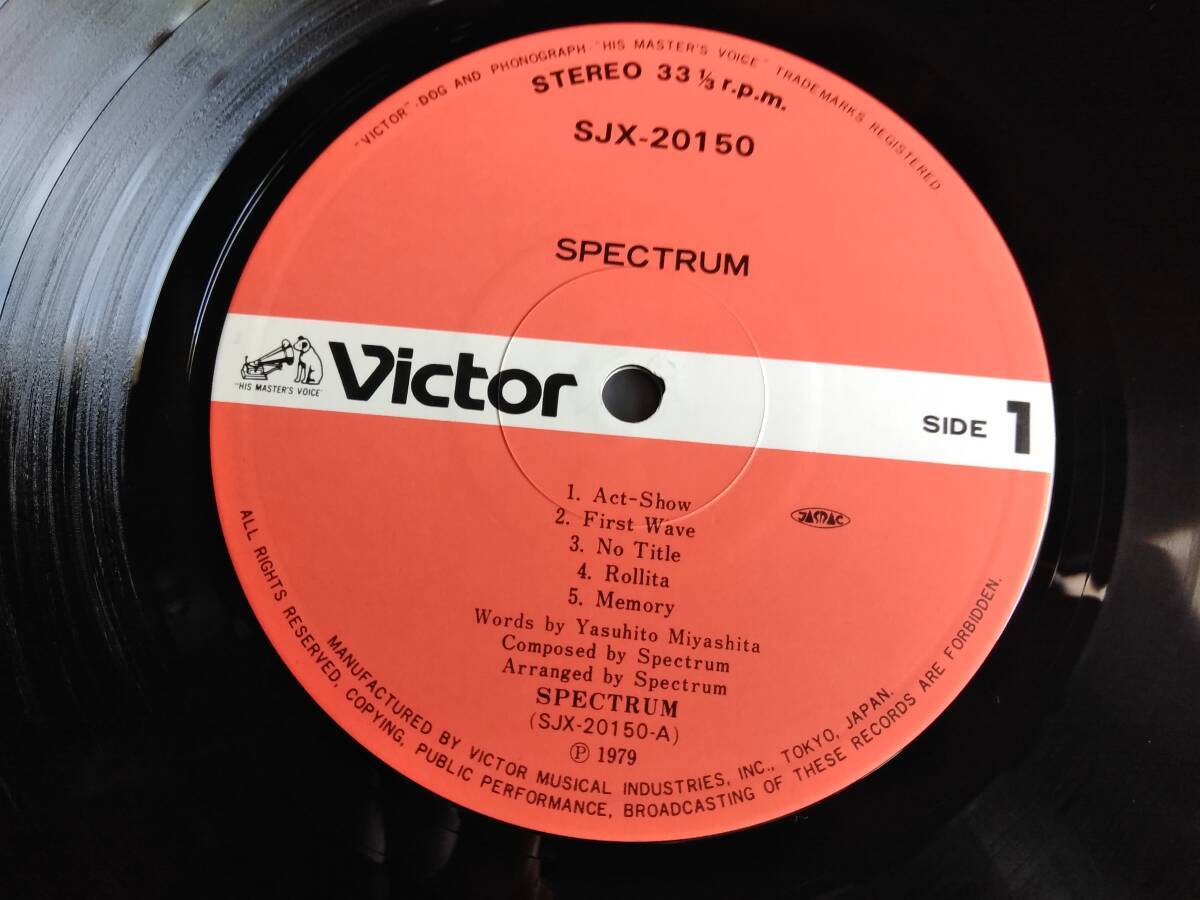 "VICTOR"·DOG AND PHONOGRAPH·"HIS MASTER'S VOICE" TRADEMARKS REGISTERED
STEREO 33 ⅓ r.p.m.
SJX-20150
SPECTRUM
"HIS MASTER'S VOICE"
Victor
SIDE 1
1. Act-Show
2. First Wave
3. No Title
4. Rollita
5. Memory
JASRAC
Words by Yasuhito Miyashita
Composed by Spectrum
Arranged by Spectrum
SPECTRUM
(SJX-20150-A)
Ⓟ 1979
MANUFACTURED BY VICTOR MUSICAL INDUSTRIES, INC., TOKYO, JAPAN.
ALL RIGHTS RESERVED, COPYING, PUBLIC PERFORMANCE, BROADCASTING OF THESE RECORDS ARE FORBIDDEN.